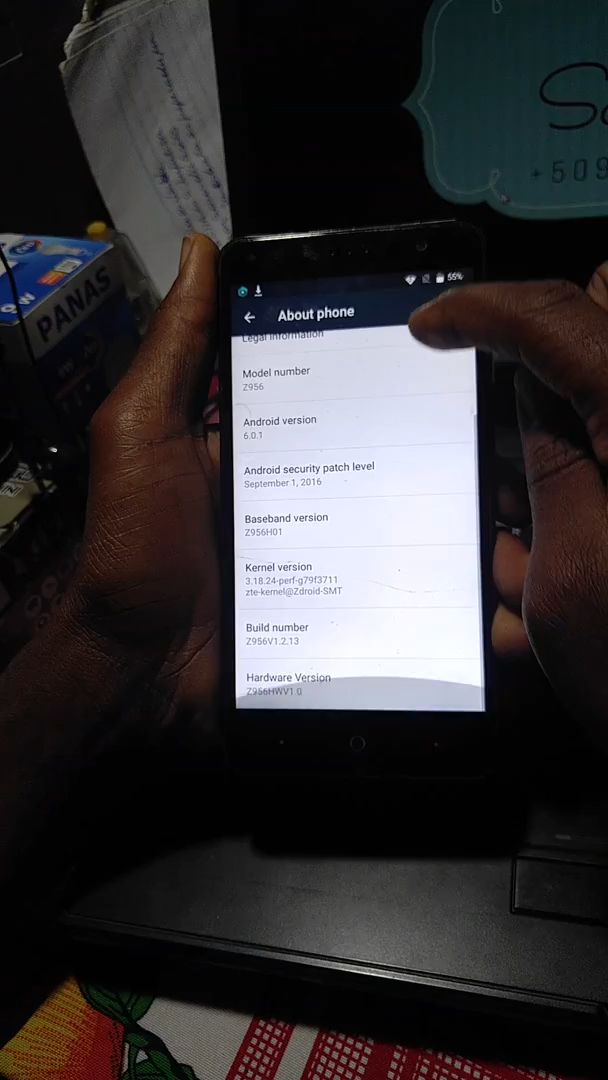 PANAS
+509
55%
About phone
Legal information
Model number
Z956
Android version
6.0.1
Android security patch level
September 1, 2016
Baseband version
Z956H01
Kernel version
3.18.24-perf-g79f3711
zte-kernel@Zdroid-SMT
Build number
Z956V1.2.13
Hardware Version
Z956HWV1.0